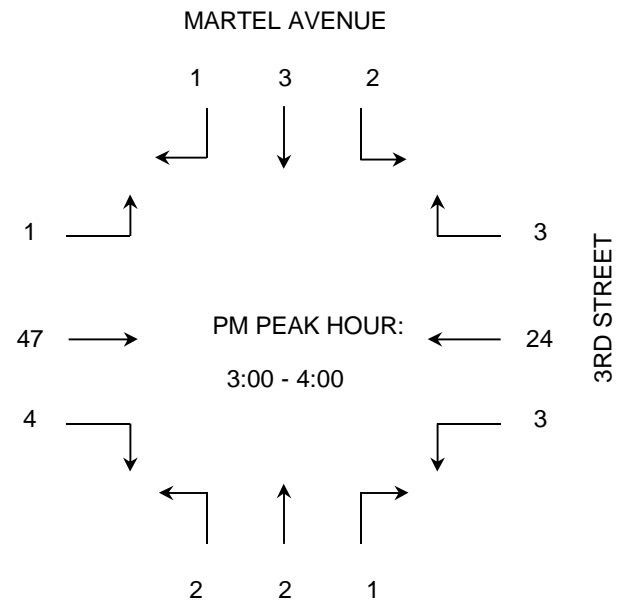 MARTEL AVENUE
1 3 2
1 3
47 PM PEAK HOUR: 24
3:00 - 4:00
4 3
2 2 1
3RD STREET